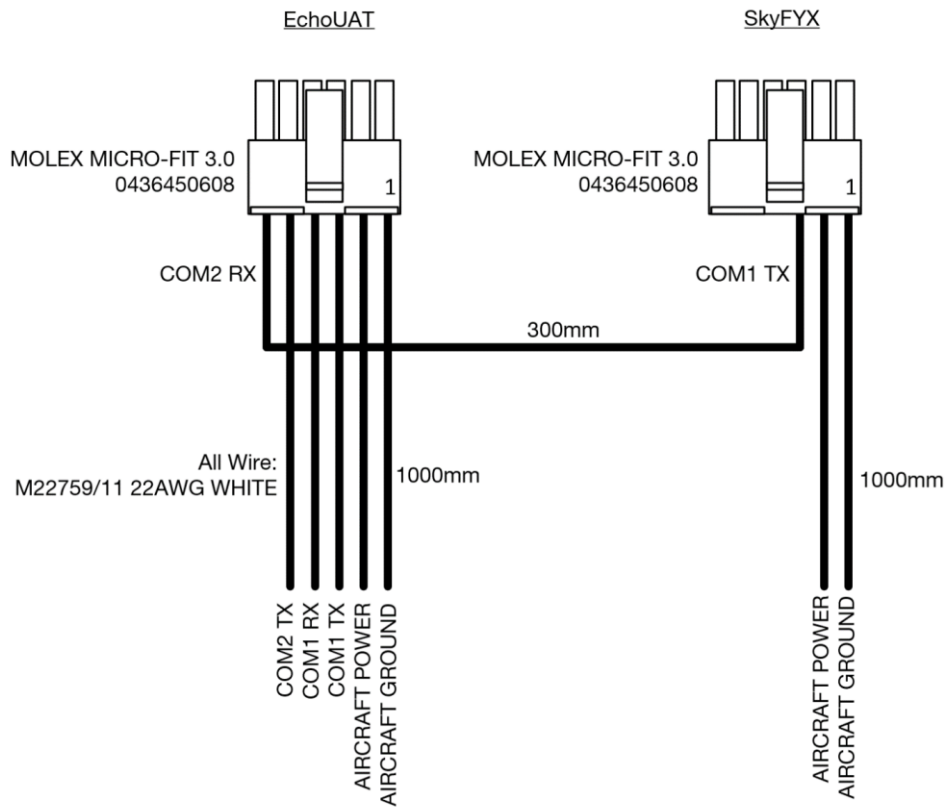 EchoUAT
SkyFYX
MOLEX MICRO-FIT 3.0
0436450608
1
MOLEX MICRO-FIT 3.0
0436450608
1
COM2 RX
COM1 TX
300mm
All Wire:
M22759/11 22AWG WHITE
1000mm
1000mm
COM2 TX
COM1 RX
COM1 TX
AIRCRAFT POWER
AIRCRAFT GROUND
AIRCRAFT POWER
AIRCRAFT GROUND